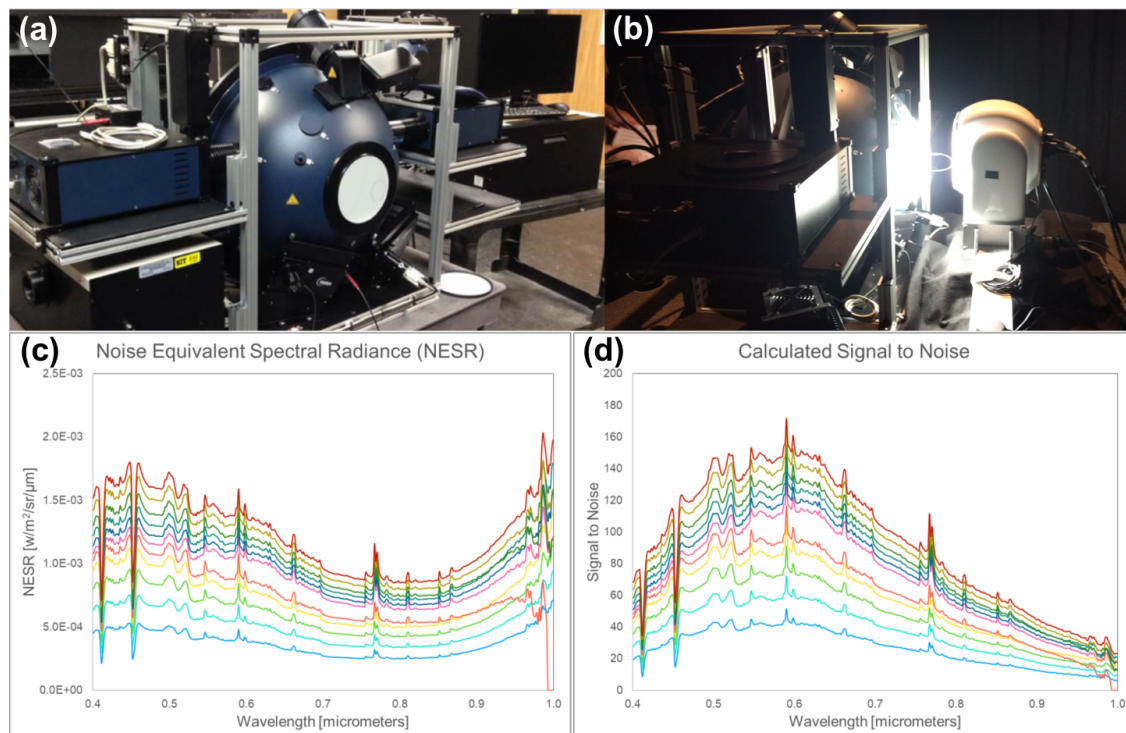 (a)
(b)
RIT
(c)
Noise Equivalent Spectral Radiance (NESR)
2.5E-03
2.0E-03
1.5E-03
1.0E-03
5.0E-04
0.0E+00
NESR [w/m²/sr/µm]
0.4 0.5 0.6 0.7 0.8 0.9 1.0
Wavelength [micrometers]
(d)
Calculated Signal to Noise
200
180
160
140
120
100
80
60
40
20
0
Signal to Noise
0.4 0.5 0.6 0.7 0.8 0.9 1.0
Wavelength [micrometers]